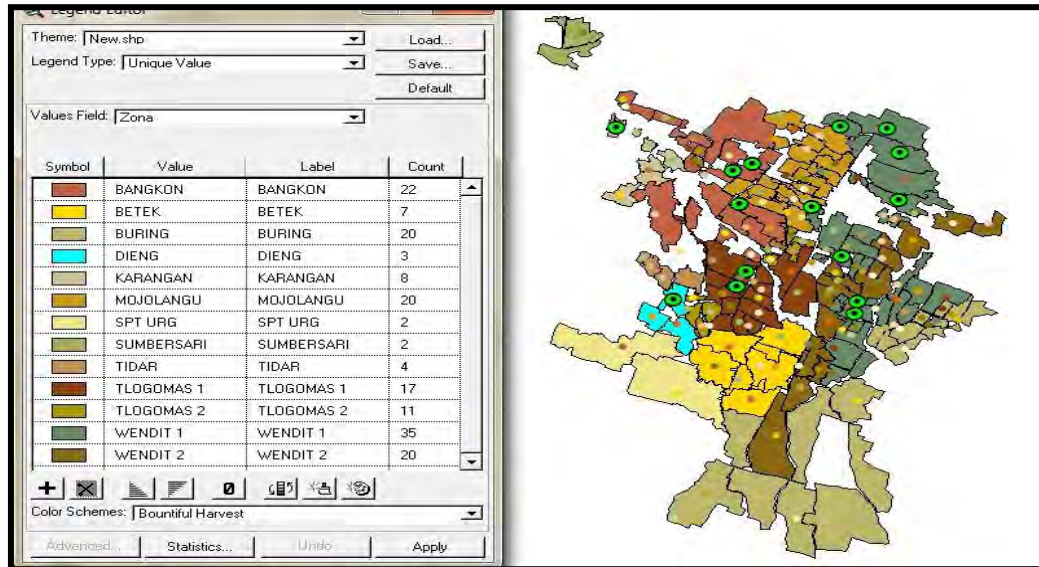 Legend Editor
Theme: New.shp Load...
Legend Type: Unique Value Save...
Default
Values Field: Zona
Symbol Value Label Count
BANGKON BANGKON 22
BETEK BETEK 7
BURING BURING 20
DIENG DIENG 3
KARANGAN KARANGAN 8
MOJOLANGU MOJOLANGU 20
SPT URG SPT URG 2
SUMBERSARI SUMBERSARI 2
TIDAR TIDAR 4
TLOGOMAS 1 TLOGOMAS 1 17
TLOGOMAS 2 TLOGOMAS 2 11
WENDIT 1 WENDIT 1 35
WENDIT 2 WENDIT 2 20
Color Schemes: Bountiful Harvest
Advanced... Statistics... Undo Apply